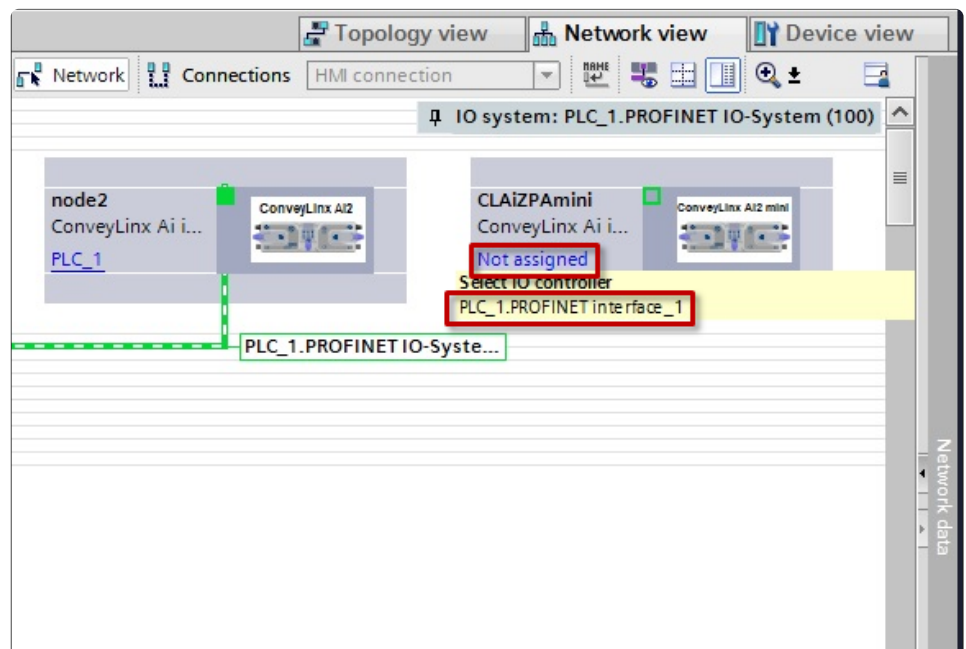 Topology view
Network view
Device view
Network
Connections
HMI connection
NAME
±
IO system: PLC_1.PROFINET IO-System (100)
node2
ConveyLinx Ai i...
PLC_1
ConveyLinx Ai2
CLAiZPAmini
ConveyLinx Ai i...
Not assigned
ConveyLinx Ai2 mini
Select IO controller
PLC_1.PROFINET interface_1
PLC_1.PROFINET IO-Syste...
Network data